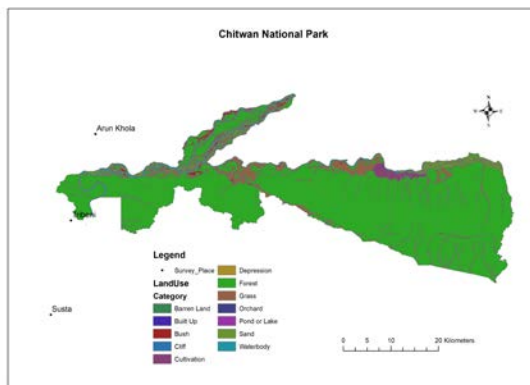 Chitwan National Park
Arun Khola
Tribeni
Susta
Legend
Survey_Place
LandUse
Category
Barren Land
Built Up
Bush
Cliff
Cultivation
Depression
Forest
Grass
Orchard
Pond or Lake
Sand
Waterbody
0 5 10 20 Kilometers